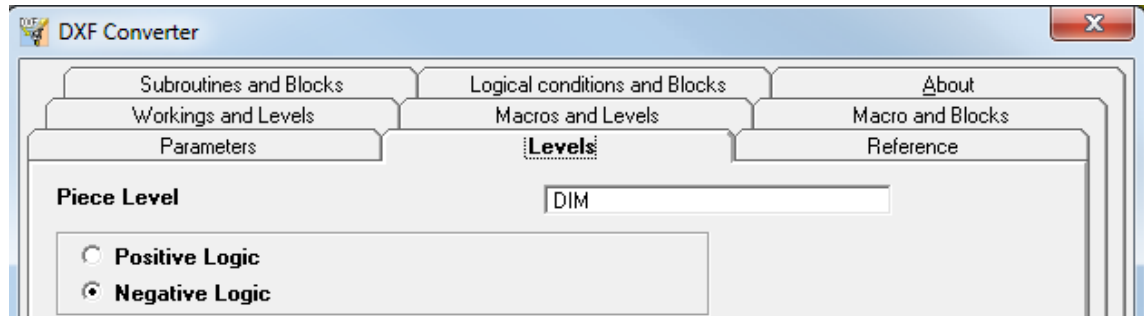 DXF Converter
Subroutines and Blocks Logical conditions and Blocks About
Workings and Levels Macros and Levels Macro and Blocks
Parameters Levels Reference
Piece Level DIM
Positive Logic
Negative Logic